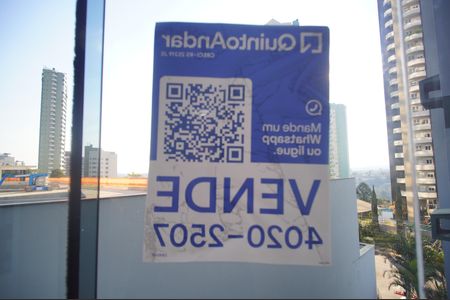 QuintoAndar
Mande um
Whatsapp
ou ligue.
VENDE
4020-2507